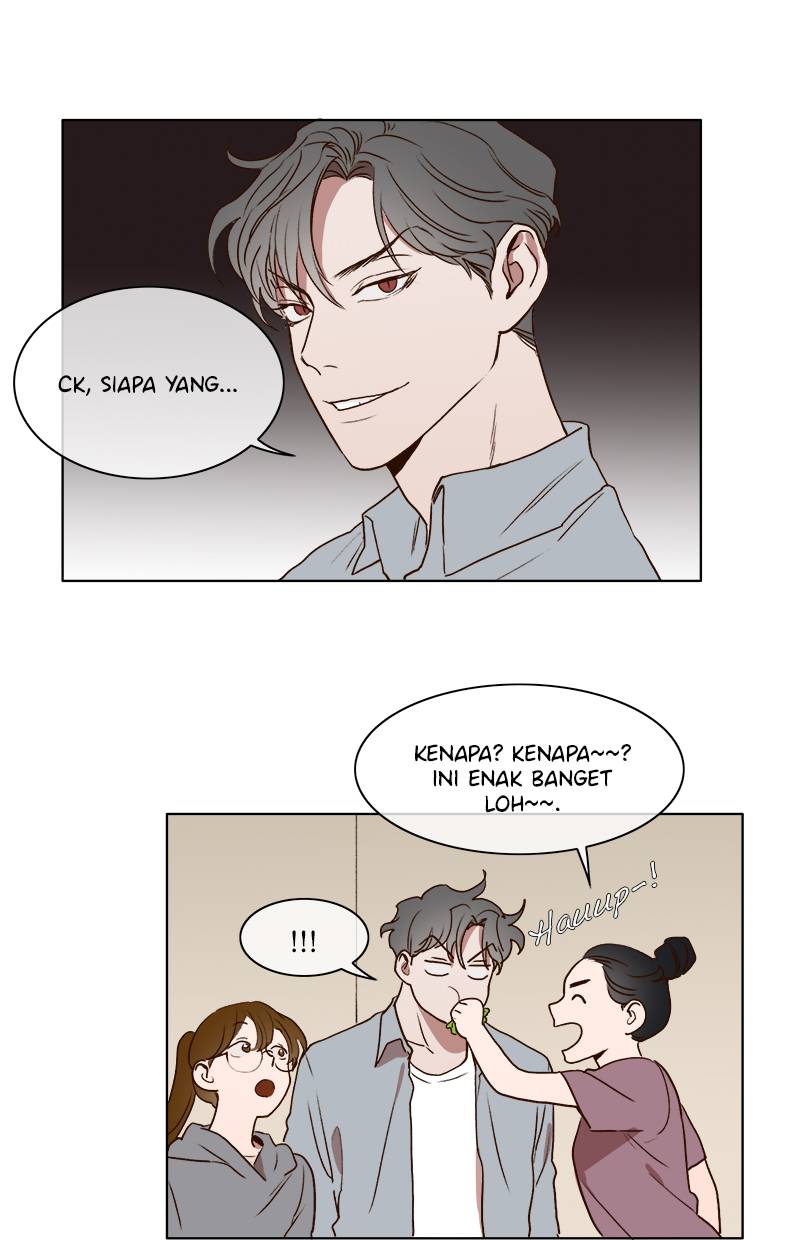 CK, SIAPA YANG...
KENAPA? KENAPA~~?
INI ENAK BANGET
LOH~~.
Hauup~!
!!!